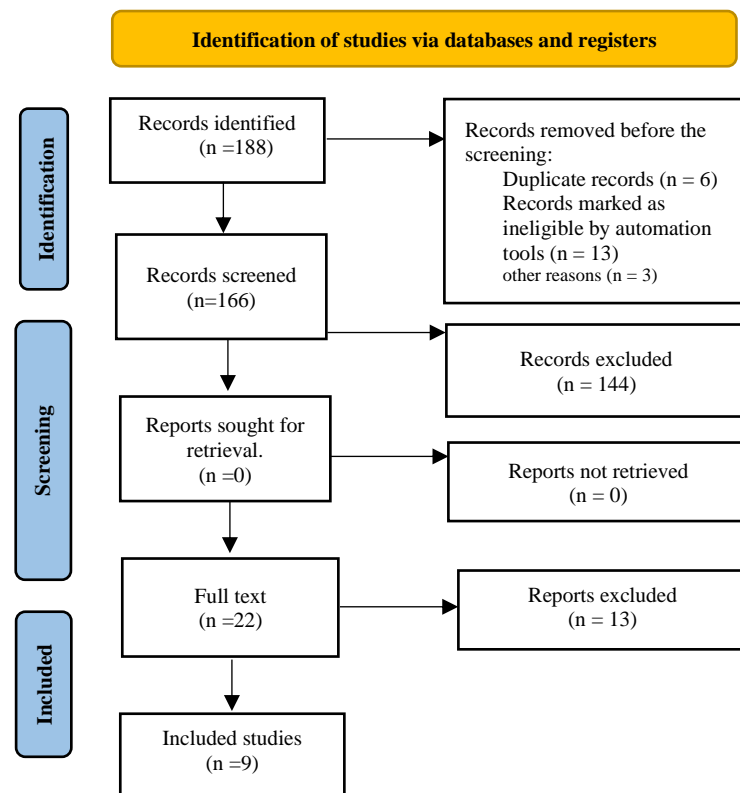 Identification of studies via databases and registers
Identification
Records identified
(n =188)
Records removed before the
screening:
Duplicate records (n = 6)
Records marked as
ineligible by automation
tools (n = 13)
other reasons (n = 3)
Records screened
(n=166)
Screening
Records excluded
(n = 144)
Reports sought for
retrieval.
(n =0)
Reports not retrieved
(n = 0)
Full text
(n =22)
Reports excluded
(n = 13)
Included
Included studies
(n =9)